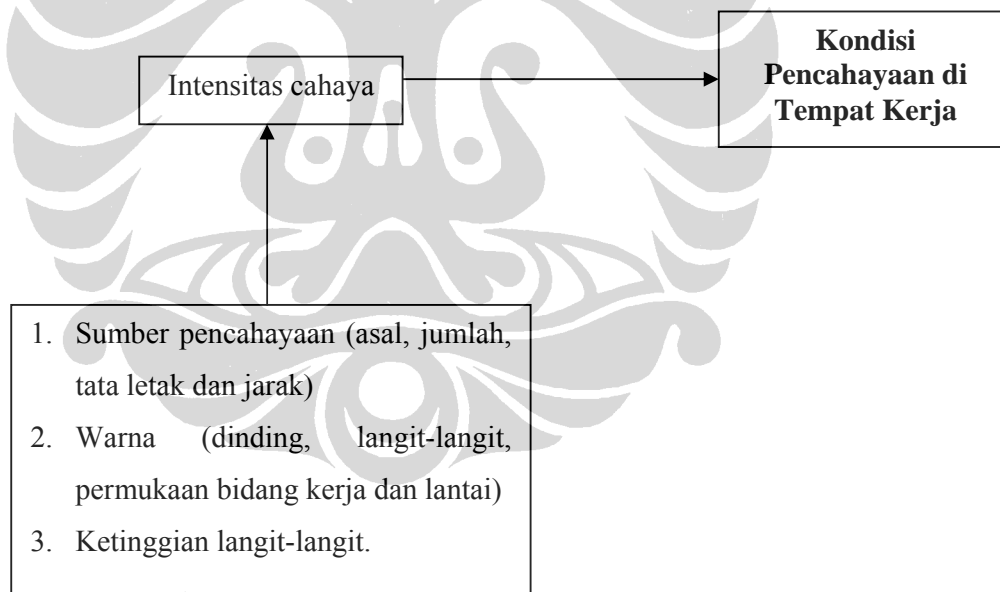 Kondisi
Pencahayaan di
Tempat Kerja
Intensitas cahaya
1. Sumber pencahayaan (asal, jumlah,
tata letak dan jarak)
2. Warna (dinding, langit-langit,
permukaan bidang kerja dan lantai)
3. Ketinggian langit-langit.